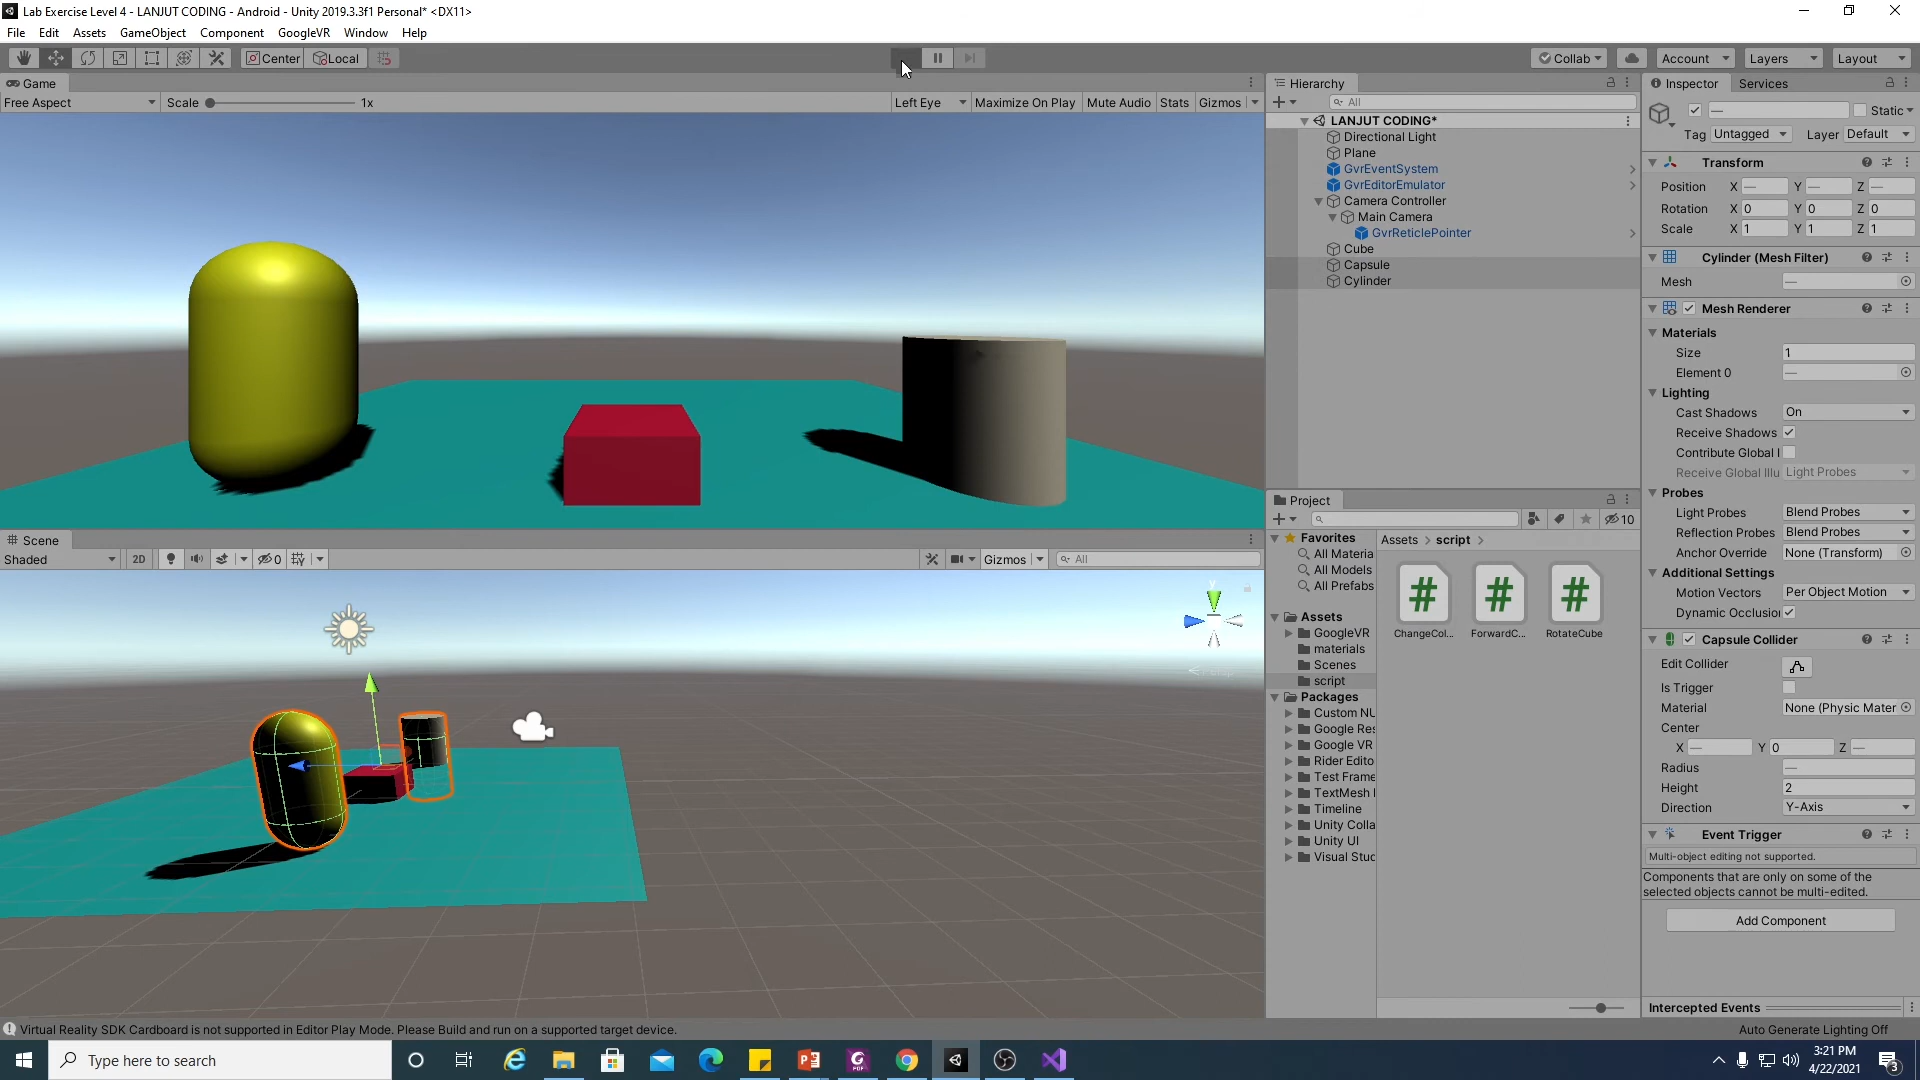 Lab Exercise Level 4 - LANJUT CODING - Android - Unity 2019.3.3f1 Personal* <DX11>
File Edit Assets GameObject Component GoogleVR Window Help
Center Local Collab Account Layers Layout
Game
Free Aspect Scale 1x Left Eye Maximize On Play Mute Audio Stats Gizmos
Hierarchy
All
LANJUT CODING*
Directional Light
Plane
GvrEventSystem
GvrEditorEmulator
Camera Controller
Main Camera
GvrReticlePointer
Cube
Capsule
Cylinder
Scene
Shaded 2D 0 Gizmos All
Project
10
Favorites
All Materia
All Models
All Prefabs
Assets
GoogleVR
materials
Scenes
script
Packages
Custom NU
Google Res
Google VR
Rider Edito
Test Frame
TextMesh
Timeline
Unity Colla
Unity UI
Visual Stud
Assets > script >
ChangeCol... ForwardC... RotateCube
Inspector Services
— Static
Tag Untagged Layer Default
Transform
Position X — Y — Z —
Rotation X 0 Y 0 Z 0
Scale X 1 Y 1 Z 1
Cylinder (Mesh Filter)
Mesh —
Mesh Renderer
Materials
Size 1
Element 0 —
Lighting
Cast Shadows On
Receive Shadows
Contribute Global I
Receive Global Illu Light Probes
Probes
Light Probes Blend Probes
Reflection Probes Blend Probes
Anchor Override None (Transform)
Additional Settings
Motion Vectors Per Object Motion
Dynamic Occlusio
Capsule Collider
Edit Collider
Is Trigger
Material None (Physic Mater
Center
X — Y 0 Z —
Radius —
Height 2
Direction Y-Axis
Event Trigger
Multi-object editing not supported.
Components that are only on some of the
selected objects cannot be multi-edited.
Add Component
Intercepted Events
Virtual Reality SDK Cardboard is not supported in Editor Play Mode. Please Build and run on a supported target device.
Auto Generate Lighting Off
Type here to search
3:21 PM
4/22/2021
3